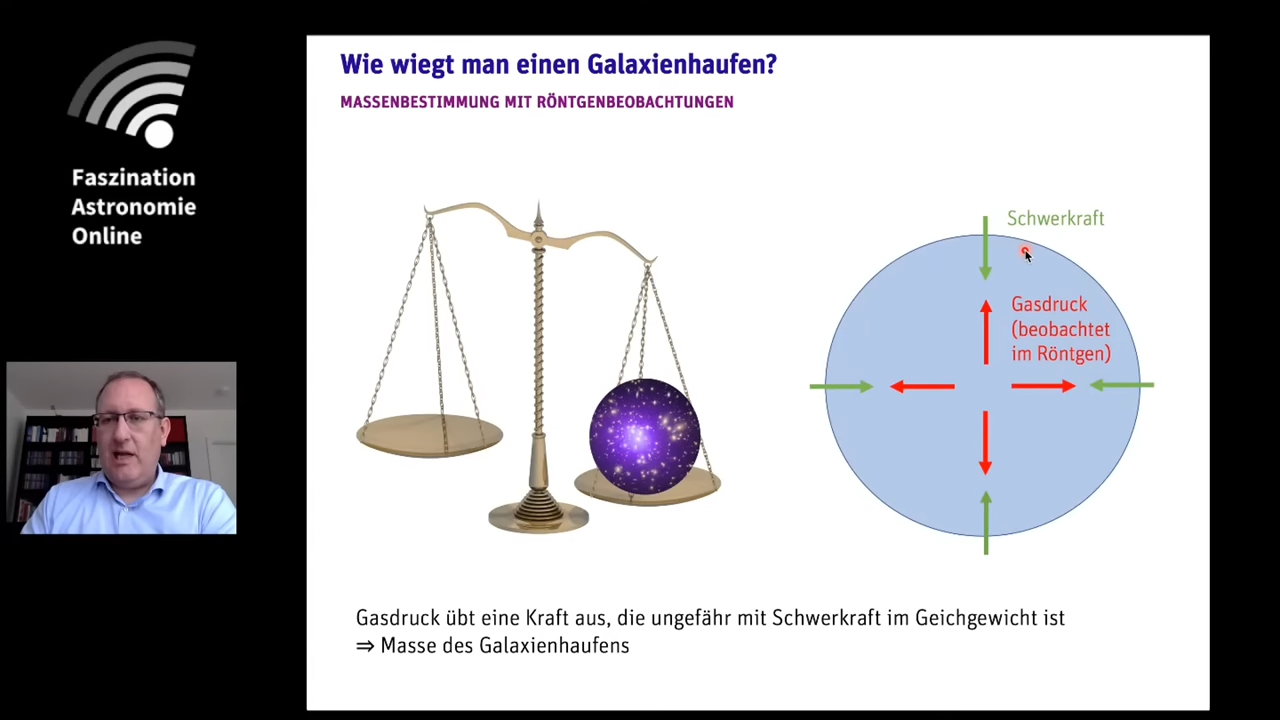 Faszination
Astronomie
Online
Wie wiegt man einen Galaxienhaufen?
MASSENBESTIMMUNG MIT RÖNTGENBEOBACHTUNGEN
Schwerkraft
Gasdruck
(beobachtet
im Röntgen)
Gasdruck übt eine Kraft aus, die ungefähr mit Schwerkraft im Geichgewicht ist
⇒ Masse des Galaxienhaufens